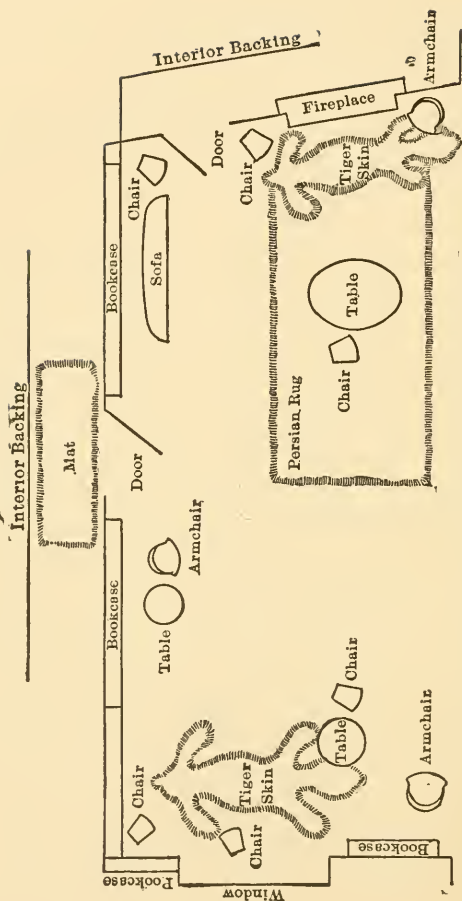 Interior Backing
Mat
Bookcase
Bookcase
Interior Backing
Bookcase
Chair
Table
Armchair
Door
Sofa
Chair
Door
Window
Chair
Tiger
Skin
Table
Chair
Persian Rug
Chair
Table
Chair
Tiger
Skin
Fireplace
Armchair
Bookcase
Armchair